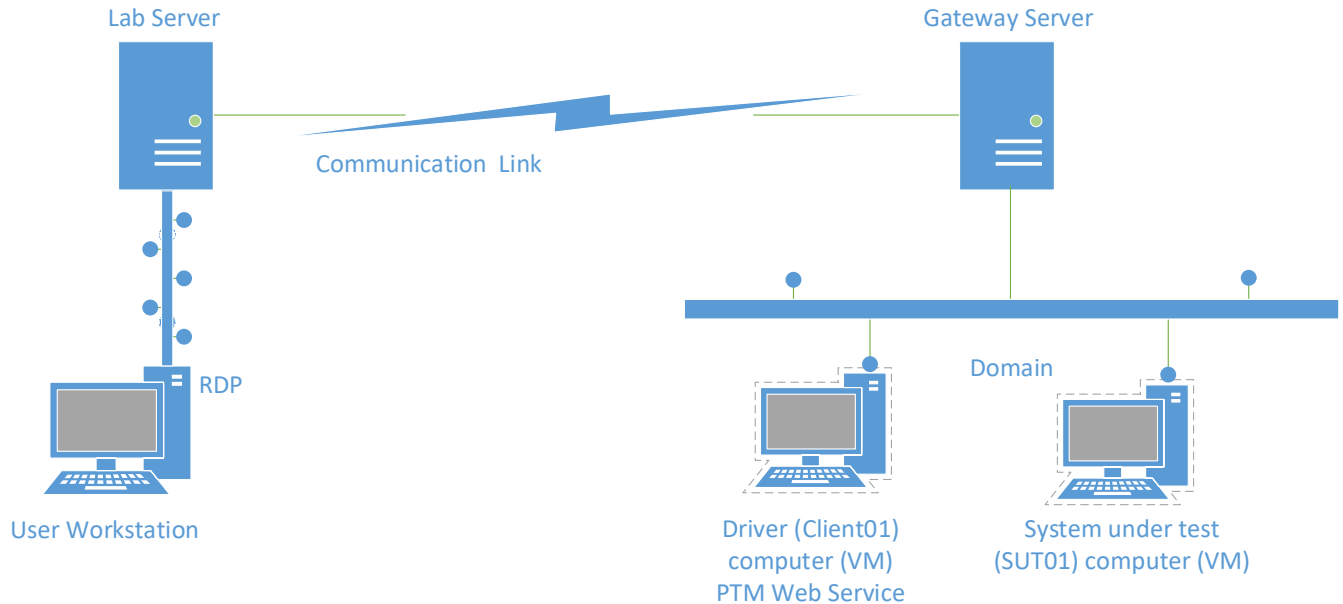 Lab Server
Gateway Server
Communication Link
RDP
Domain
User Workstation
Driver (Client01)
computer (VM)
PTM Web Service
System under test
(SUT01) computer (VM)